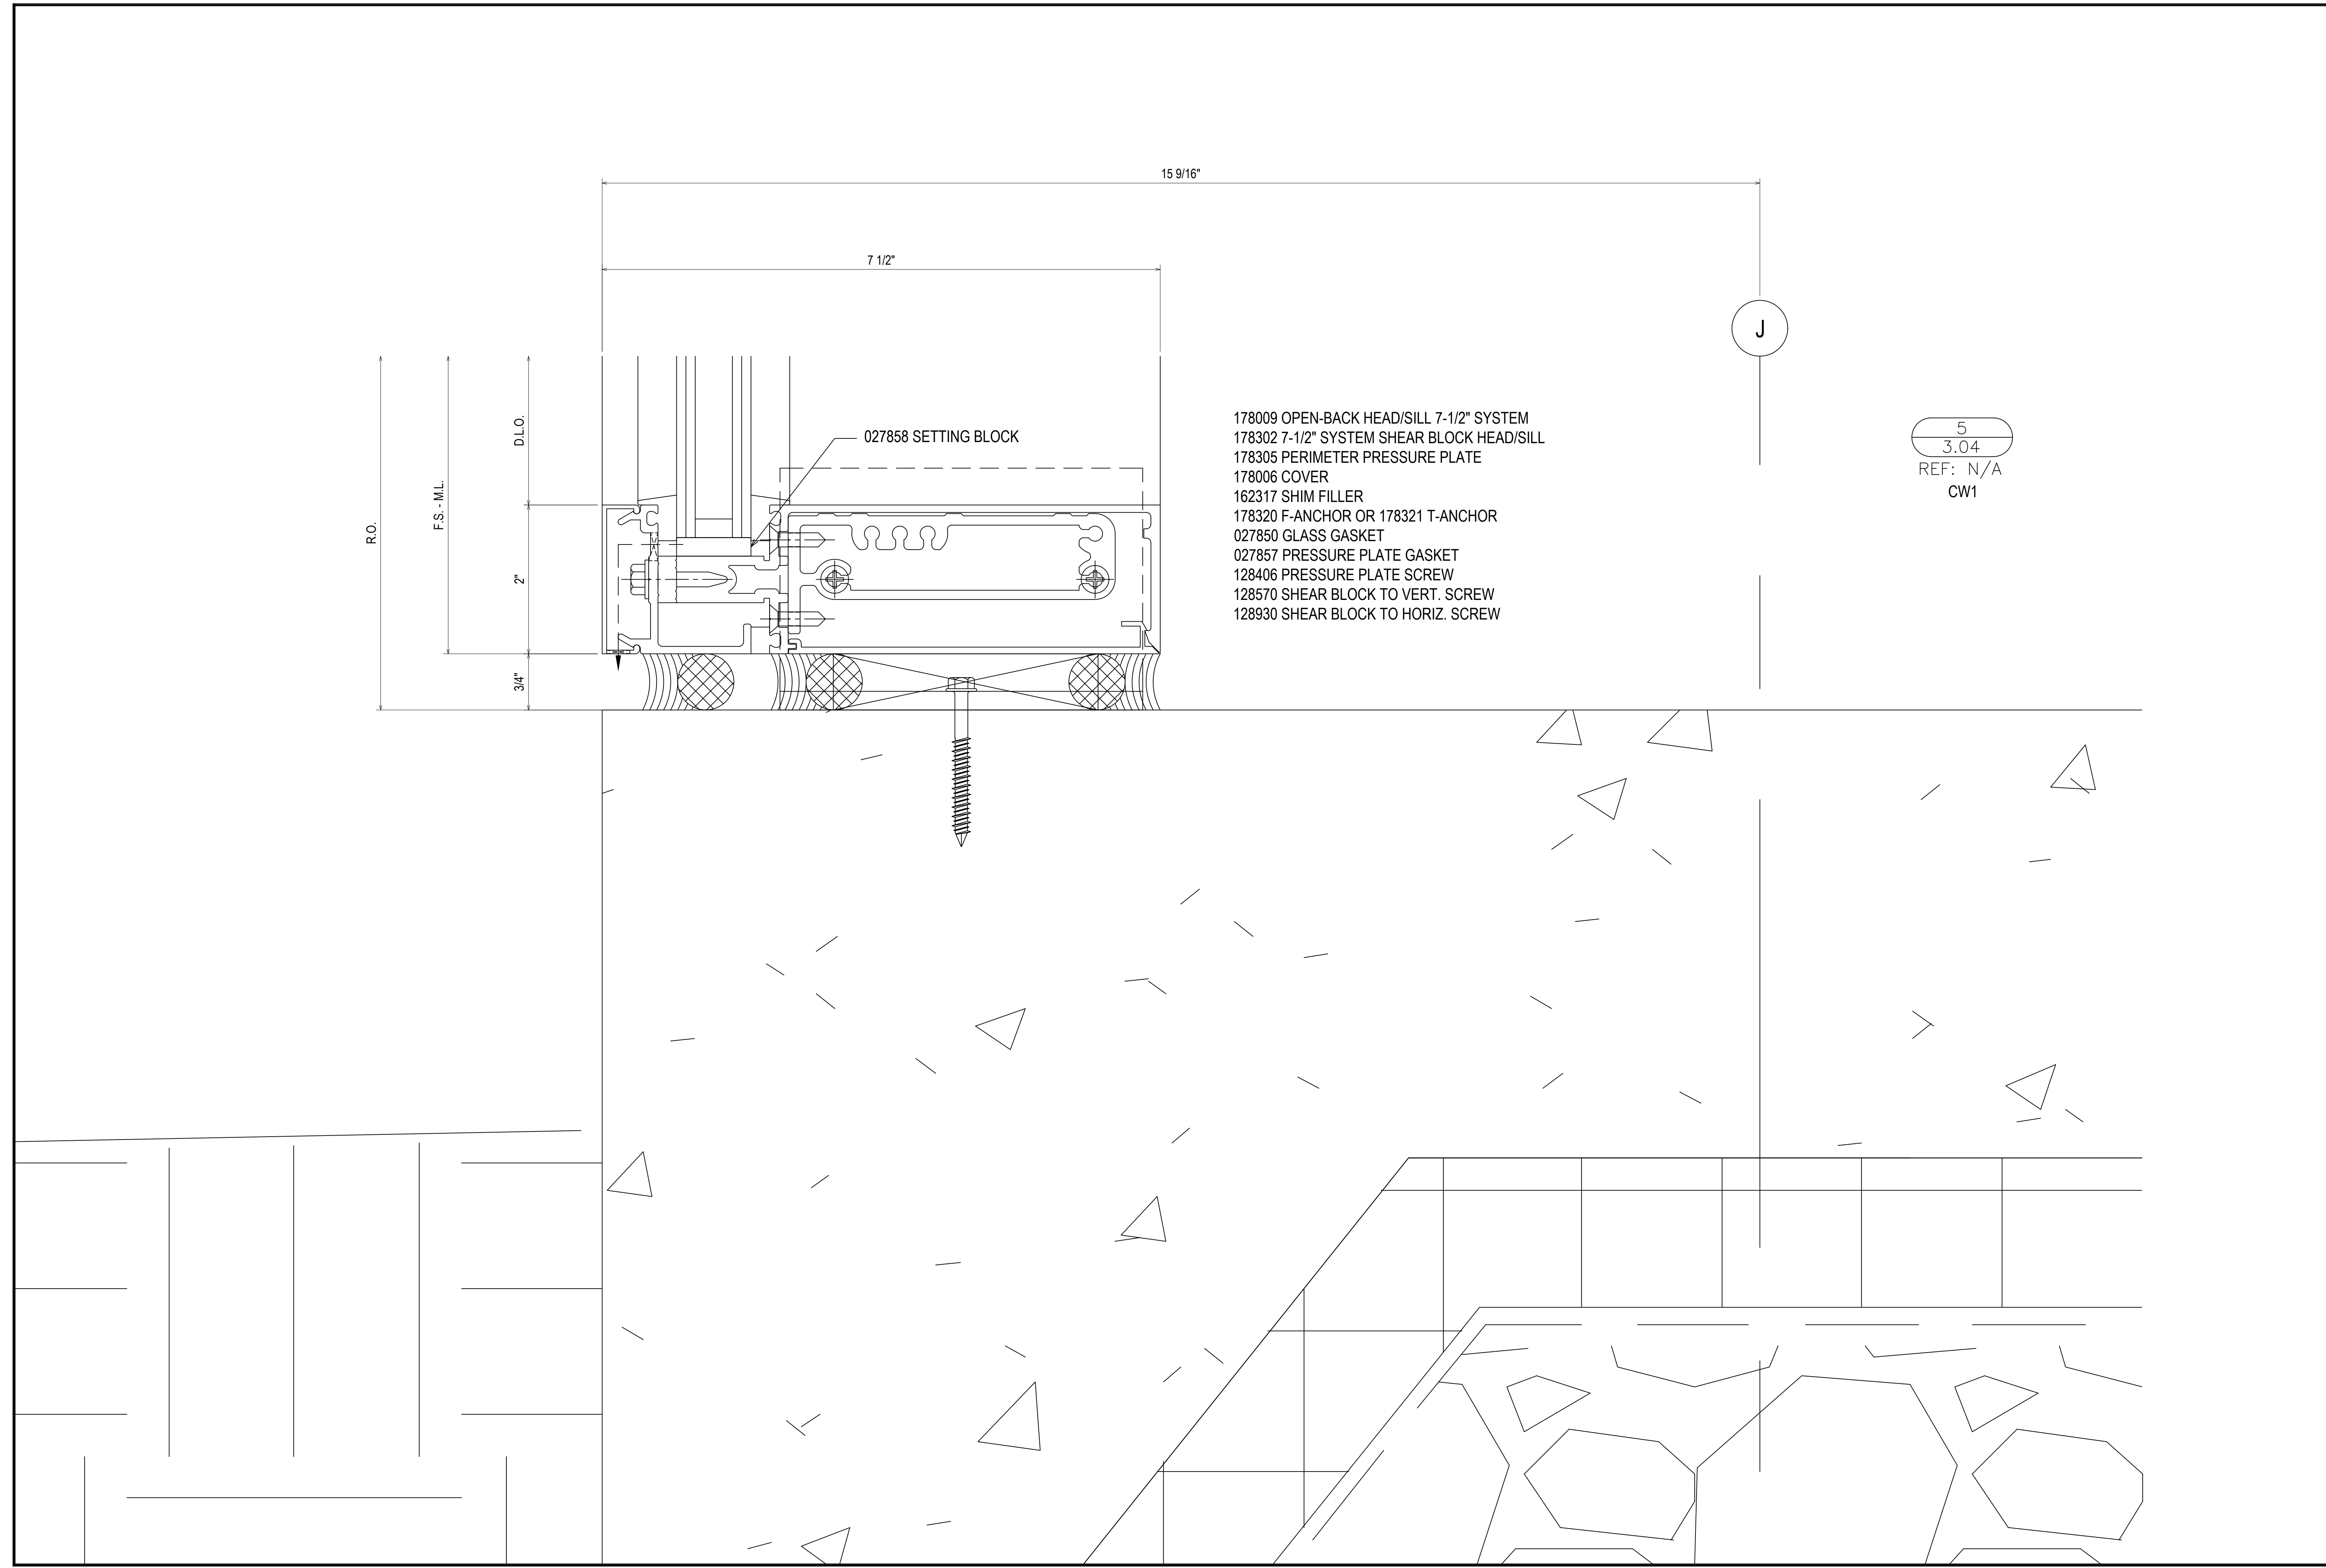 15 9/16"
7 1/2"
J
R.O.
F.S. - M.L.
D.L.O.
2"
3/4"
027858 SETTING BLOCK
178009 OPEN-BACK HEAD/SILL 7-1/2" SYSTEM
178302 7-1/2" SYSTEM SHEAR BLOCK HEAD/SILL
178305 PERIMETER PRESSURE PLATE
178006 COVER
162317 SHIM FILLER
178320 F-ANCHOR OR 178321 T-ANCHOR
027850 GLASS GASKET
027857 PRESSURE PLATE GASKET
128406 PRESSURE PLATE SCREW
128570 SHEAR BLOCK TO VERT. SCREW
128930 SHEAR BLOCK TO HORIZ. SCREW
5
3.04
REF: N/A
CW1